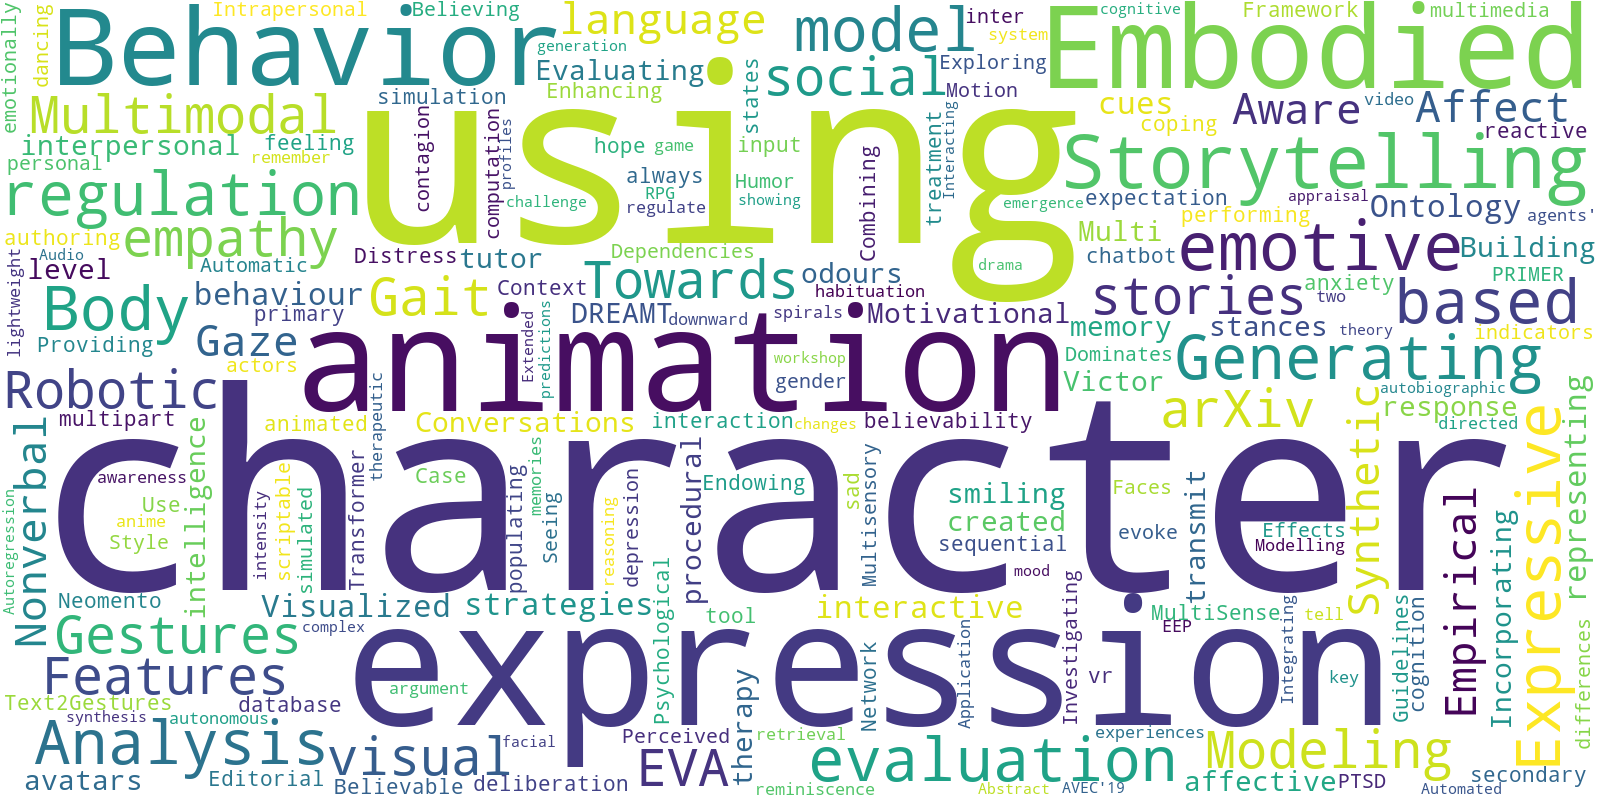 emotionally
dancing
Intrapersonal
Believing
language
inter
cognitive
Framework
multimedia
Behavior
generation
model
system
Embodied
Evaluating
Exploring
Enhancing
social
states
Motion
Multimodal
simulation
using
cues
Aware
video
Affect
coping
reactive
interpersonal
feeling
contagion
computation
profiles
hope
game
input
treatment
Interacting
Combining
Storytelling
personal
remember
always
RPG
Humor
regulation
challenge
regulate
showing
emergence
expectation
appraisal
Ontology
agents'
performing
authoring
empathy
Dependencies
Multi
emotive
Building
Audio
Distress
tutor
drama
chatbot
level
Automatic
Towards
odours
PRIMER
lightweight
Body
behaviour
Gait
Context
habituation
stories
anxiety
two
based
primary
DREAMT
downward
spirals
Motivational
memory
stances
theory
indicators
Providing
Gaze
animation
Extended
predictions
workshop
Dominates
Generating
actors
gender
Victor
Robotic
therapeutic
autobiographic
multipart
animated
Conversations
interaction
changes
believability
arXiv
response
directed
Nonverbal
intelligence
character
Synthetic
Expressive
representing
awareness
Case
memories
procedural
Endowing
sad
smiling
Faces
Use
intensity
scriptable
simulated
Transformer
populating
Seeing
reasoning
depression
Multisensory
created
evoke
transmit
Effects
Empirical
anime
Style
sequential
Modelling
Incorporating
Autoregression
mood
Neomento
Visualized
strategies
Psychological
tool
interactive
Investigating
MultiSense
tell
Gestures
complex
expression
EEP
Integrating
Guidelines
cognition
differences
Features
argument
therapy
Network
Application
vr
key
Text2Gestures
database
synthesis
autonomous
Analysis
visual
facial
Perceived
retrieval
experiences
evaluation
Modeling
avatars
Editorial
Believable
deliberation
EVA
reminiscence
Abstract
AVEC'19
affective
PTSD
Automated
secondary